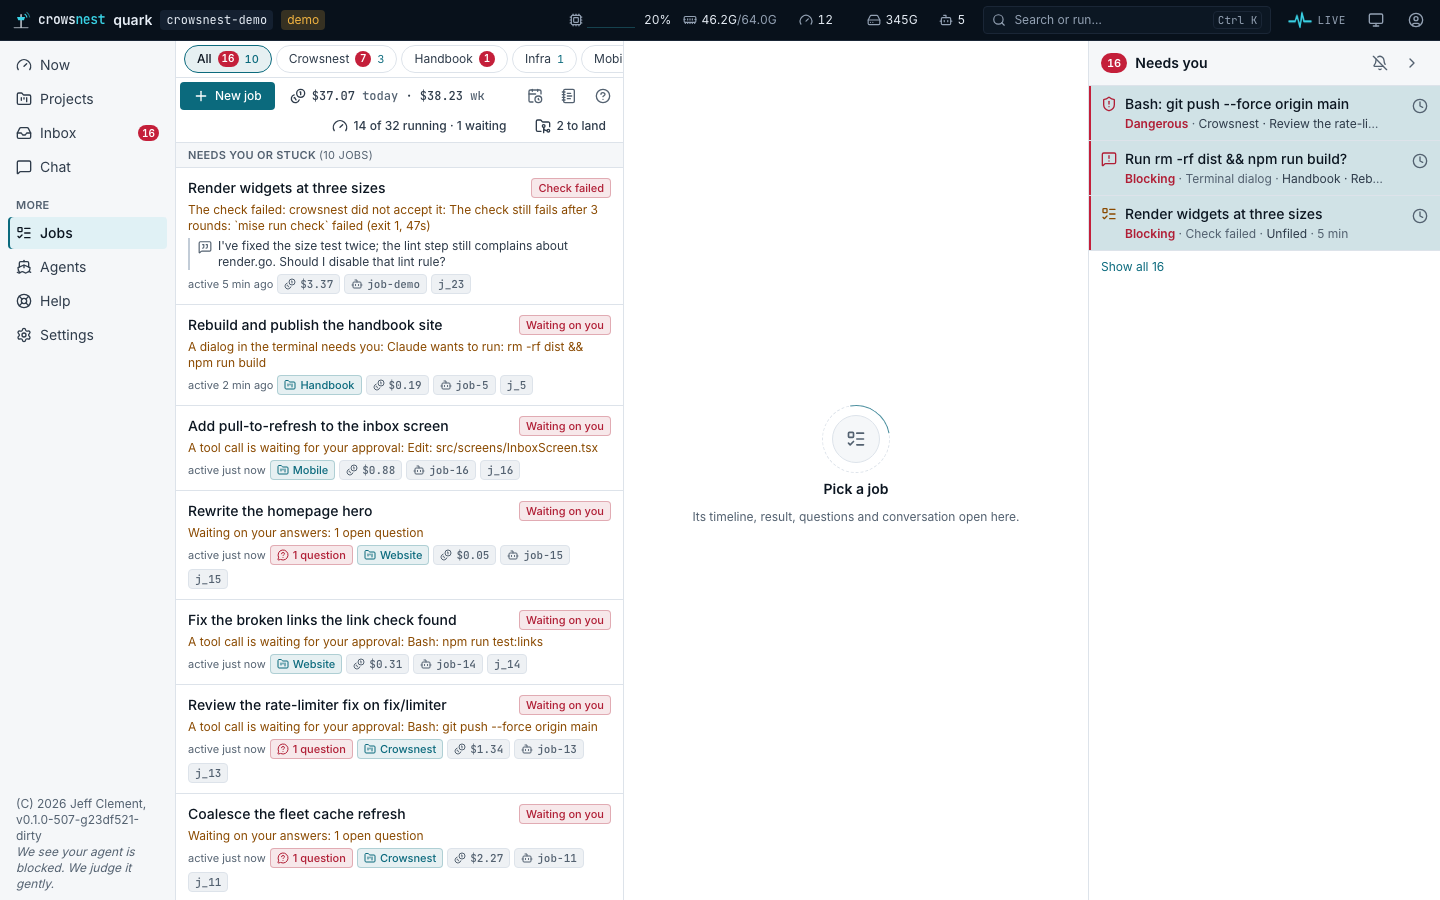 crowsnest quark crowsnest-demo demo 20% 46.2G/64.0G 12 345G 5 Search or run... Ctrl K LIVE
Now
Projects
Inbox 16
Chat
MORE
Jobs
Agents
Help
Settings
(C) 2026 Jeff Clement,
v0.1.0-507-g23df521-
dirty
We see your agent is
blocked. We judge it
gently.
All 16 10 Crowsnest 7 3 Handbook 1 Infra 1 Mobi
New job $37.07 today · $38.23 wk
14 of 32 running · 1 waiting 2 to land
NEEDS YOU OR STUCK (10 JOBS)
Render widgets at three sizes Check failed
The check failed: crowsnest did not accept it: The check still fails after 3
rounds: `mise run check` failed (exit 1, 47s)
I've fixed the size test twice; the lint step still complains about
render.go. Should I disable that lint rule?
active 5 min ago $3.37 job-demo j_23
Rebuild and publish the handbook site Waiting on you
A dialog in the terminal needs you: Claude wants to run: rm -rf dist &&
npm run build
active 2 min ago Handbook $0.19 job-5 j_5
Add pull-to-refresh to the inbox screen Waiting on you
A tool call is waiting for your approval: Edit: src/screens/InboxScreen.tsx
active just now Mobile $0.88 job-16 j_16
Rewrite the homepage hero Waiting on you
Waiting on your answers: 1 open question
active just now 1 question Website $0.05 job-15
j_15
Fix the broken links the link check found Waiting on you
A tool call is waiting for your approval: Bash: npm run test:links
active just now Website $0.31 job-14 j_14
Review the rate-limiter fix on fix/limiter Waiting on you
A tool call is waiting for your approval: Bash: git push --force origin main
active just now 1 question Crowsnest $1.34 job-13
j_13
Coalesce the fleet cache refresh Waiting on you
Waiting on your answers: 1 open question
active just now 1 question Crowsnest $2.27 job-11
j_11
Pick a job
Its timeline, result, questions and conversation open here.
16 Needs you
Bash: git push --force origin main
Dangerous · Crowsnest · Review the rate-li...
Run rm -rf dist && npm run build?
Blocking · Terminal dialog · Handbook · Reb...
Render widgets at three sizes
Blocking · Check failed · Unfiled · 5 min
Show all 16